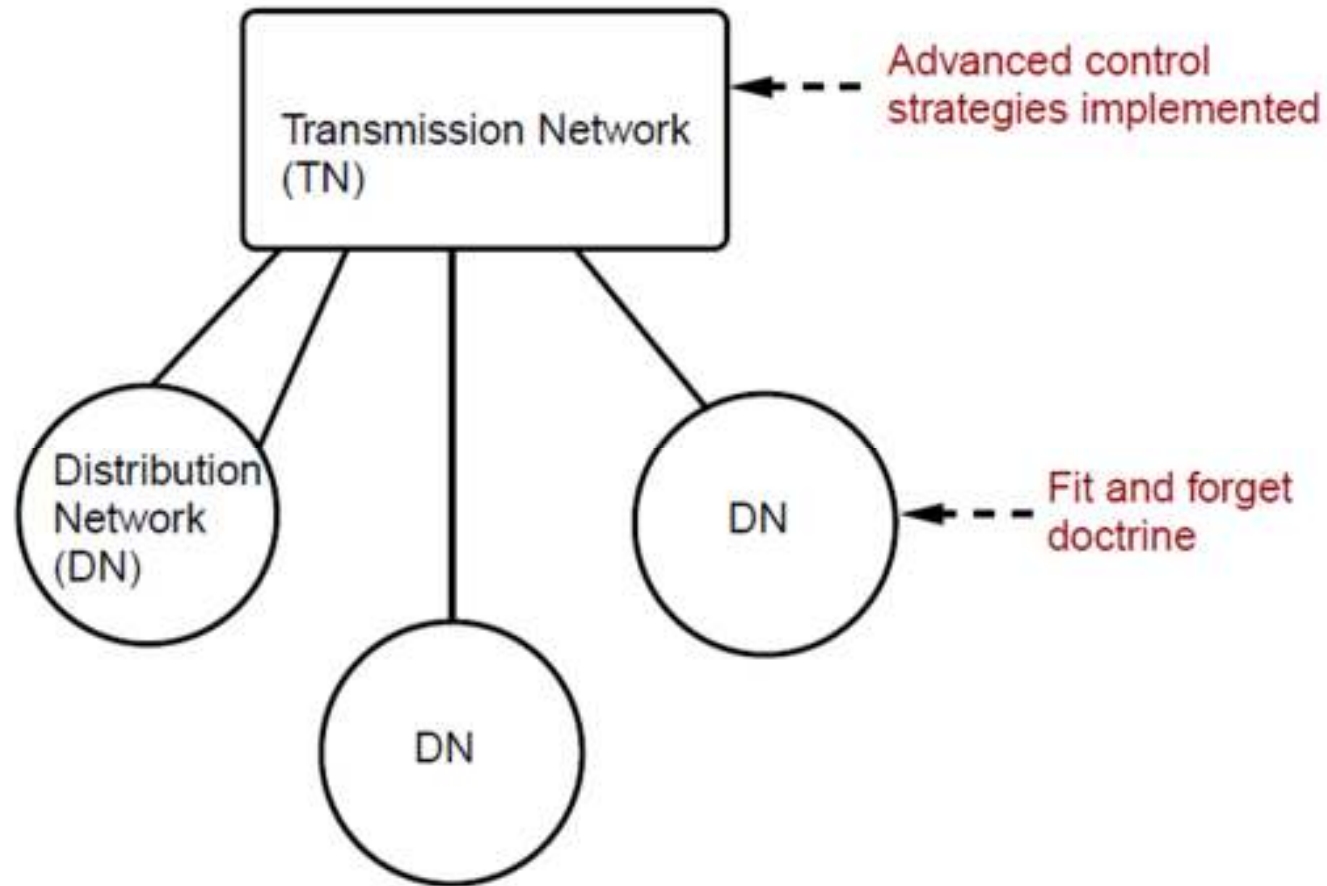 Advanced control
strategies implemented
Transmission Network
(TN)
Distribution
Network
(DN)
DN
Fit and forget
doctrine
DN